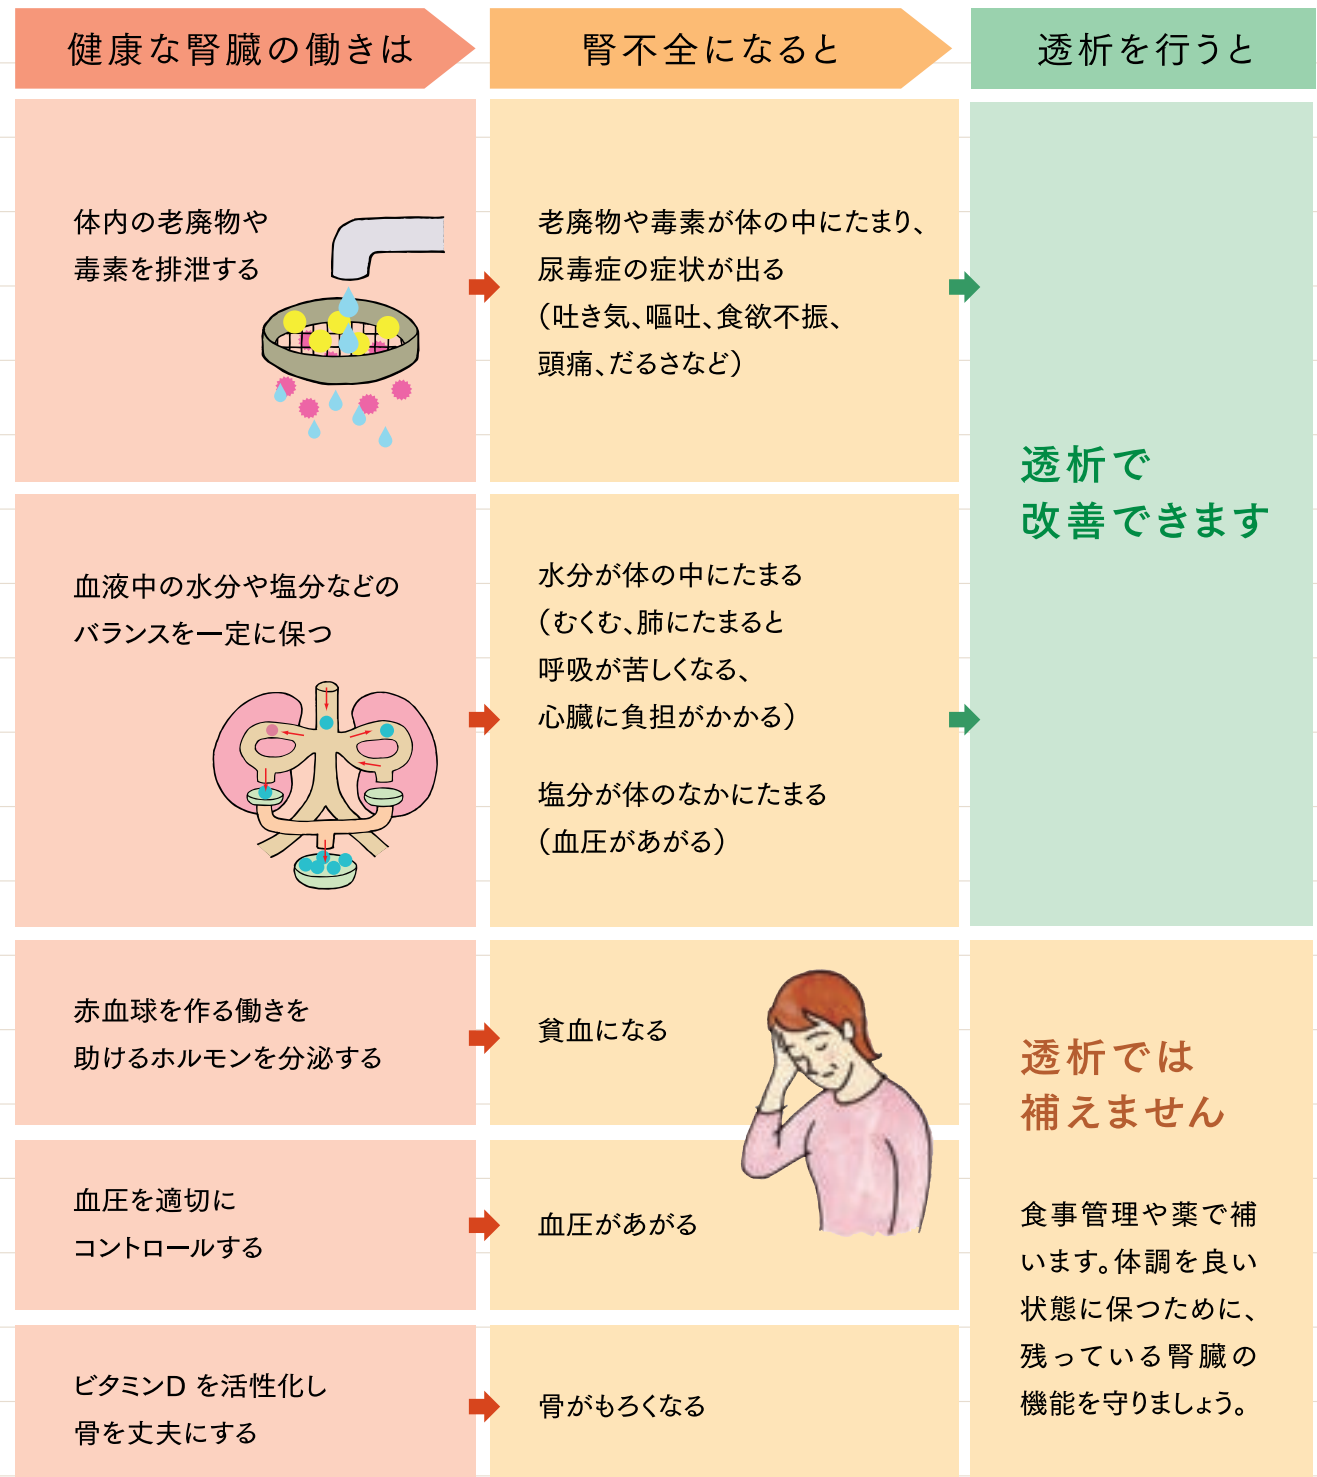 健康な腎臓の働きは
腎不全になると
透析を行うと
体内の老廃物や
毒素を排泄する
老廃物や毒素が体の中にたまり、
尿毒症の症状が出る
（吐き気、嘔吐、食欲不振、
頭痛、だるさなど）
透析で
改善できます
血液中の水分や塩分などの
バランスを一定に保つ
水分が体の中にたまる
（むくむ、肺にたまると
呼吸が苦しくなる、
心臓に負担がかかる）
塩分が体のなかにたまる
（血圧があがる）
赤血球を作る働きを
助けるホルモンを分泌する
貧血になる
血圧を適切に
コントロールする
血圧があがる
ビタミンD を活性化し
骨を丈夫にする
骨がもろくなる
透析では
補えません
食事管理や薬で補
います。体調を良い
状態に保つために、
残っている腎臓の
機能を守りましょう。